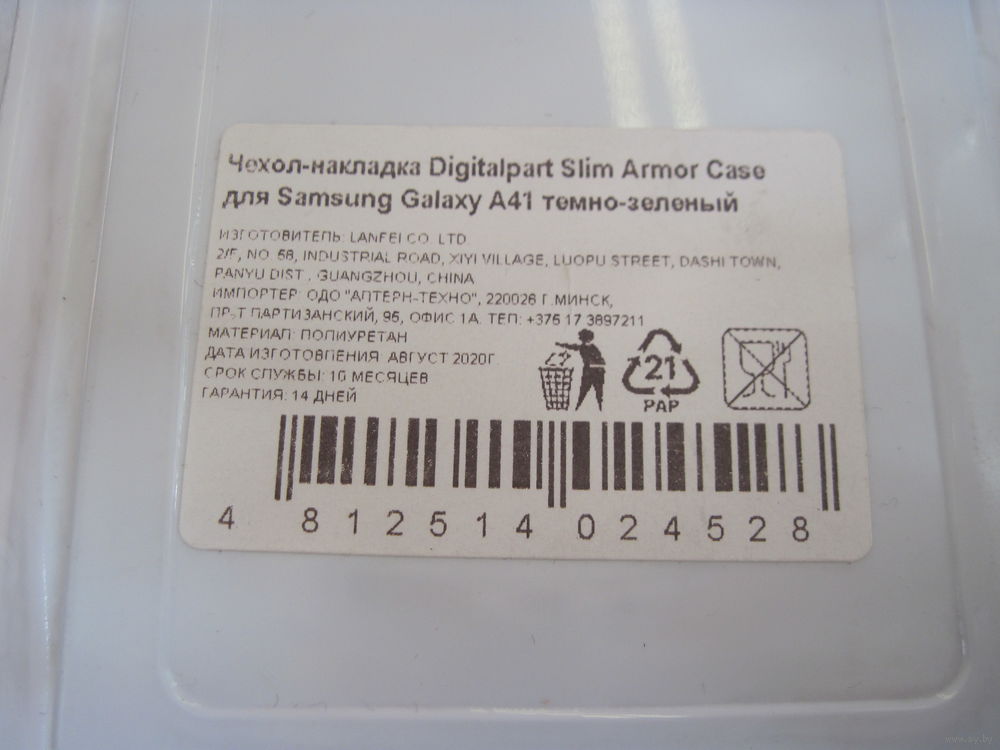 Чехол-накладка Digitalpart Slim Armor Case
для Samsung Galaxy A41 темно-зеленый
ИЗГОТОВИТЕЛЬ: LANFEI CO. LTD
2/F, NO. 58, INDUSTRIAL ROAD, XIYI VILLAGE, LUOPU STREET, DASHI TOWN,
PANYU DIST., GUANGZHOU, CHINA
ИМПОРТЕР: ОДО "АЛТЕРН-ТЕХНО", 220026 Г.МИНСК,
ПР-Т ПАРТИЗАНСКИЙ, 95, ОФИС 1А. ТЕЛ: +375 17 3897211
МАТЕРИАЛ: ПОЛИУРЕТАН
ДАТА ИЗГОТОВЛЕНИЯ: АВГУСТ 2020Г.
СРОК СЛУЖБЫ: 10 МЕСЯЦЕВ
ГАРАНТИЯ: 14 ДНЕЙ
21
PAP
4 812514 024528
www.ay.by